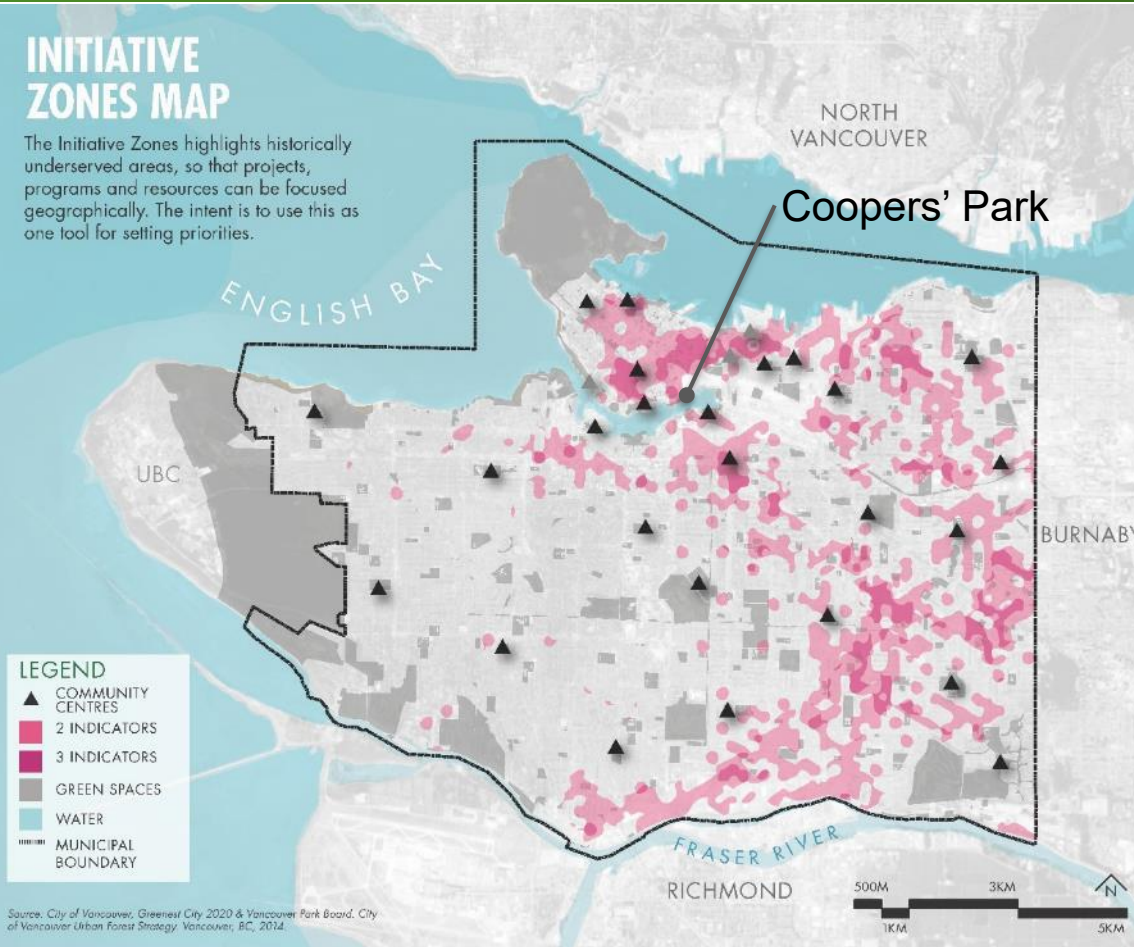 INITIATIVE
ZONES MAP
The Initiative Zones highlights historically
underserved areas, so that projects,
programs and resources can be focused
geographically. The intent is to use this as
one tool for setting priorities.
NORTH
VANCOUVER
Coopers’ Park
ENGLISH BAY
UBC
BURNABY
LEGEND
COMMUNITY
CENTRES
2 INDICATORS
3 INDICATORS
GREEN SPACES
WATER
MUNICIPAL
BOUNDARY
FRASER RIVER
RICHMOND
500M
3KM
N
1KM
5KM
Source: City of Vancouver, Greenest City 2020 & Vancouver Park Board. City
of Vancouver Urban Forest Strategy. Vancouver, BC, 2014.